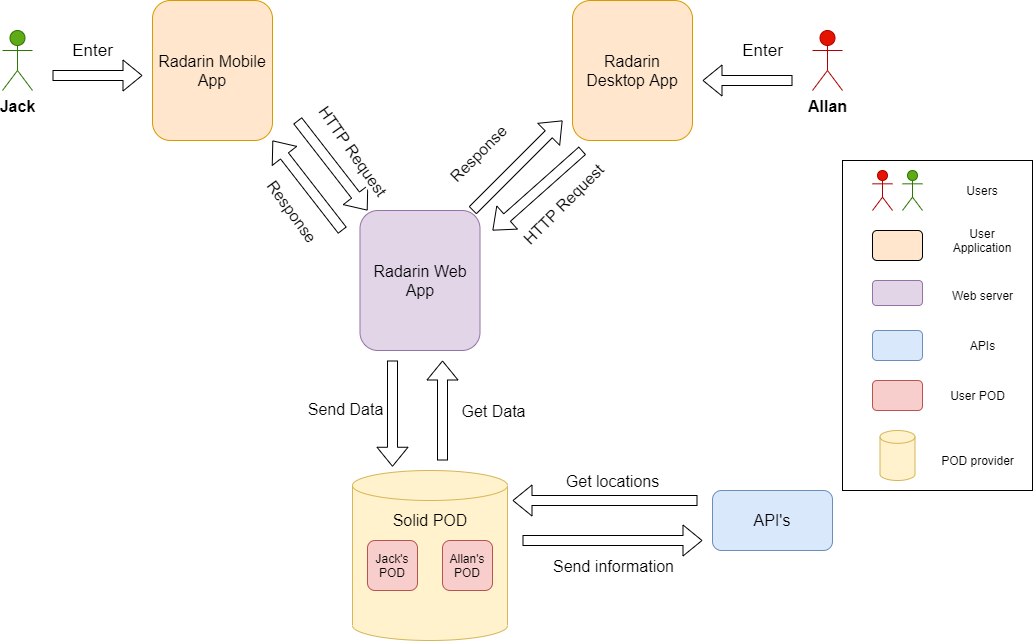 Enter
Jack
Radarin Mobile
App
Radarin
Desktop App
Enter
Allan
HTTP Request
Response
Response
HTTP Request
Radarin Web
App
Send Data
Get Data
Solid POD
Jack's
POD
Allan's
POD
Get locations
Send information
API's
Users
User
Application
Web server
APIs
User POD
POD provider